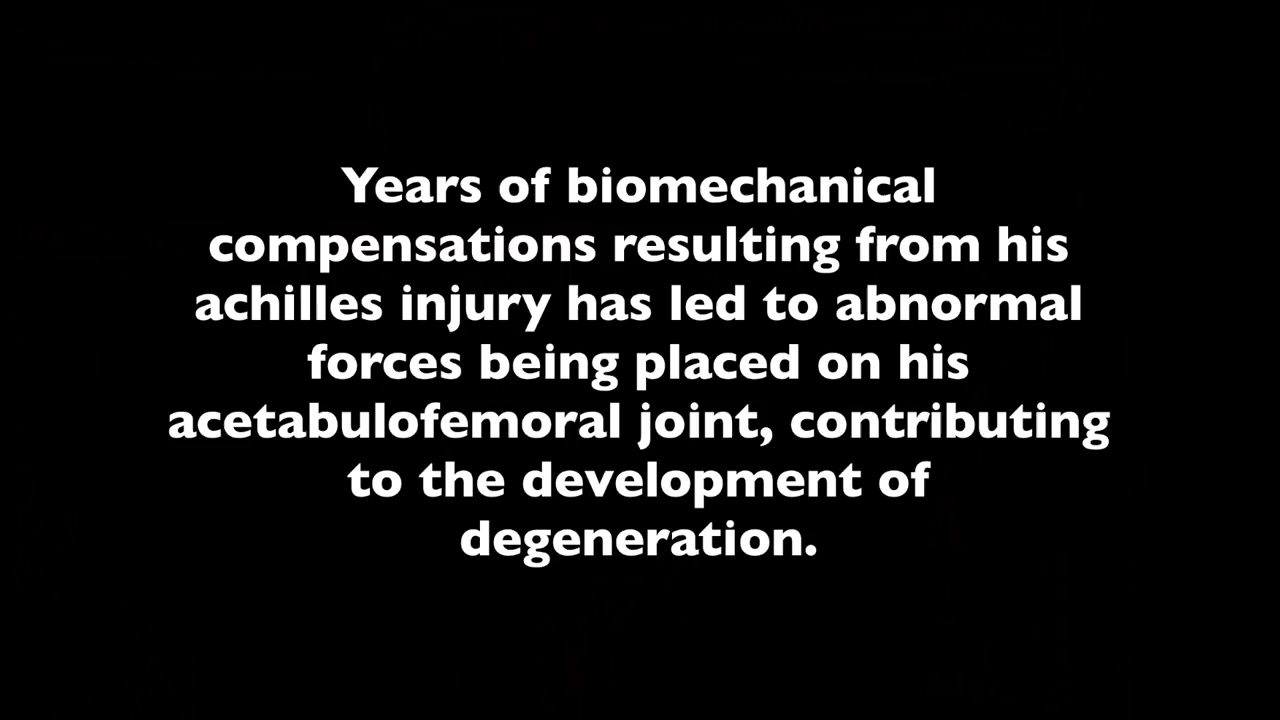 Years of biomechanical
compensations resulting from his
achilles injury has led to abnormal
forces being placed on his
acetabulofemoral joint, contributing
to the development of
degeneration.